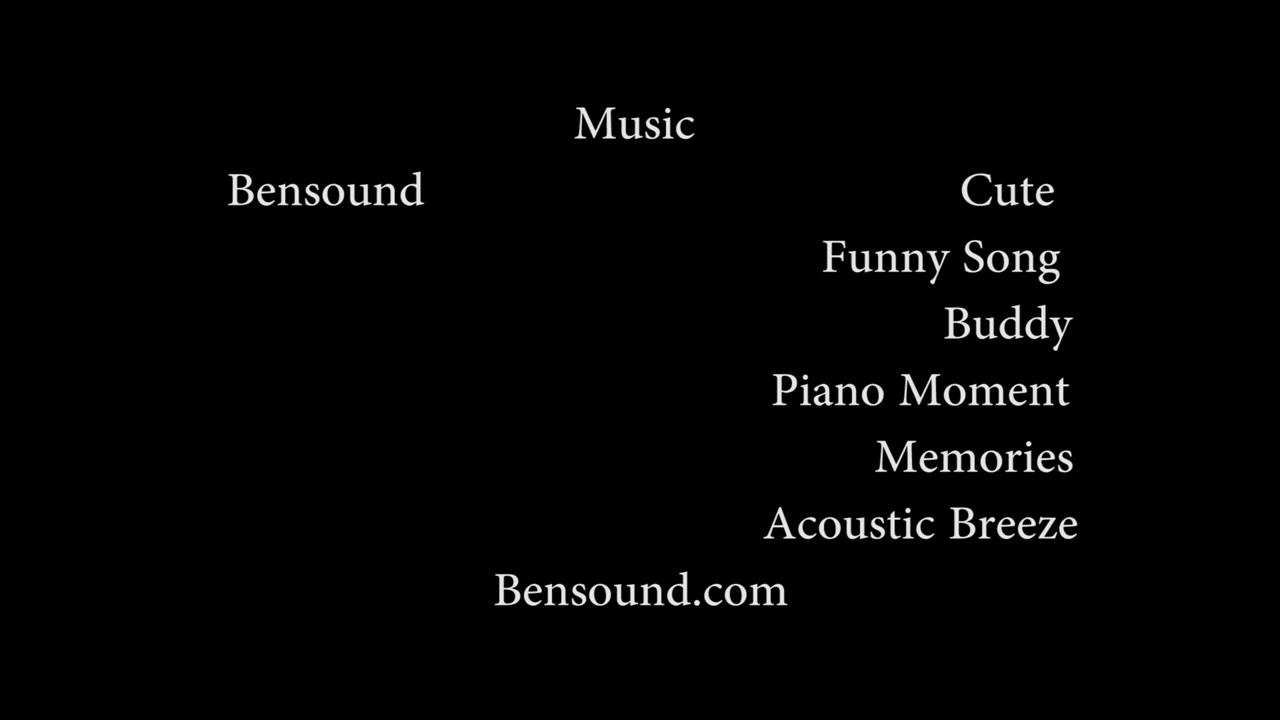 Music
Bensound Cute
Funny Song
Buddy
Piano Moment
Memories
Acoustic Breeze
Bensound.com